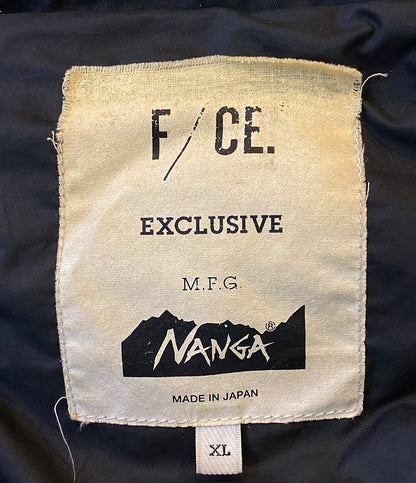 F/CE.
EXCLUSIVE
M.F.G.
NANGA®
MADE IN JAPAN
XL